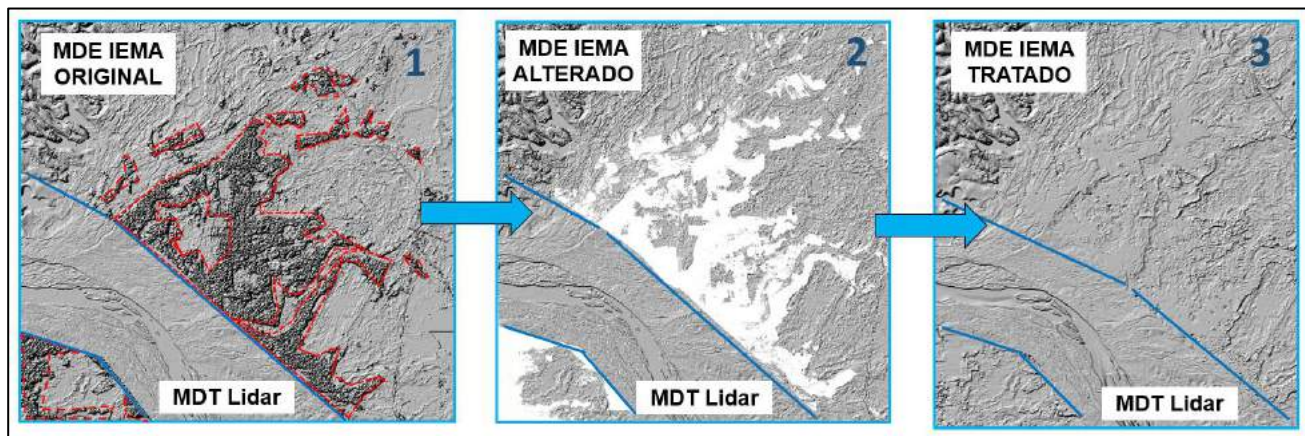 MDE IEMA
ORIGINAL
1
MDT Lidar
MDE IEMA
ALTERADO
2
MDT Lidar
MDE IEMA
TRATADO
3
MDT Lidar